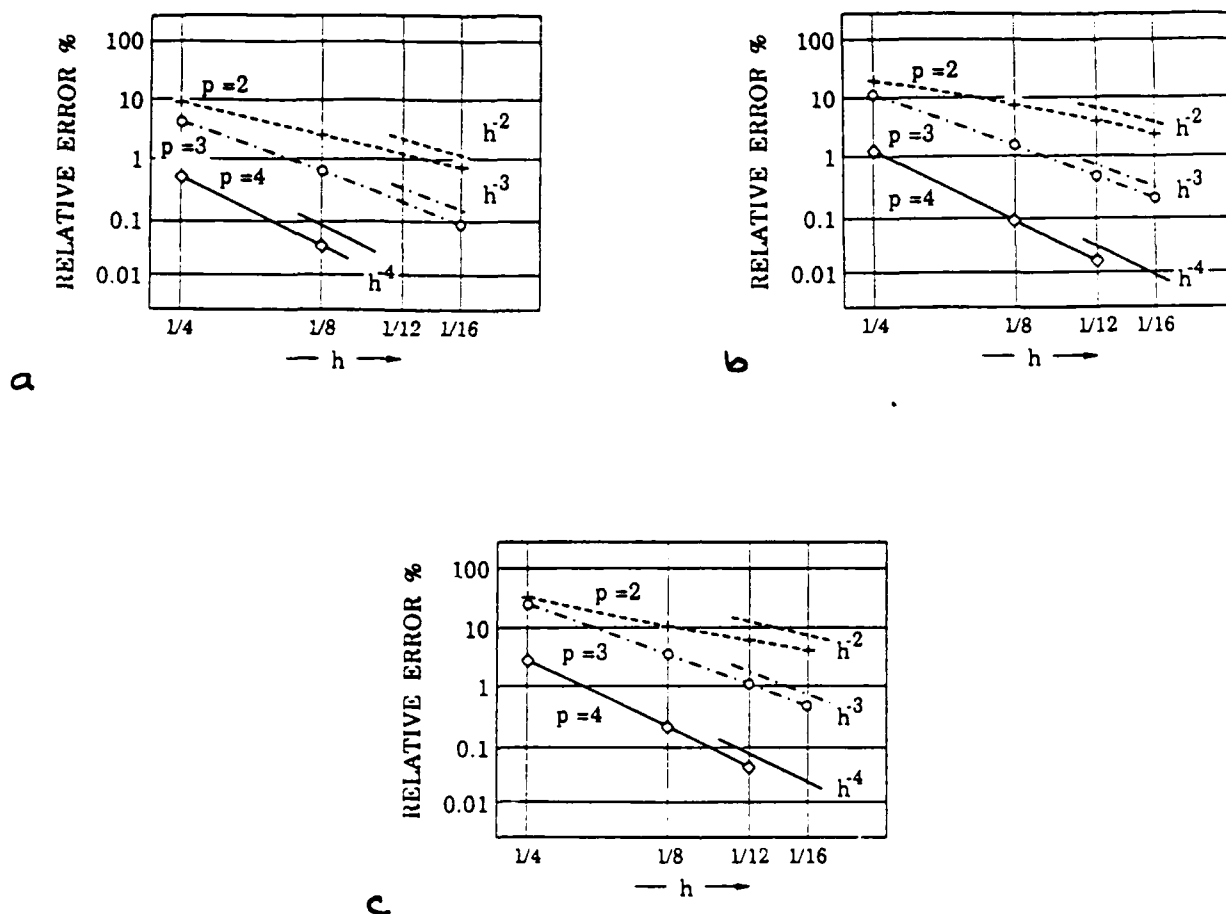 RELATIVE ERROR %
100
10
1
0.1
0.01
p=2
p=3
p=4
h^-2
h^-3
h^-4
1/4 1/8 1/12 1/16
h
a
RELATIVE ERROR %
100
10
1
0.1
0.01
p=2
p=3
p=4
h^-2
h^-3
h^-4
1/4 1/8 1/12 1/16
h
b
RELATIVE ERROR %
100
10
1
0.1
0.01
p=2
p=3
p=4
h^-2
h^-3
h^-4
1/4 1/8 1/12 1/16
h
c